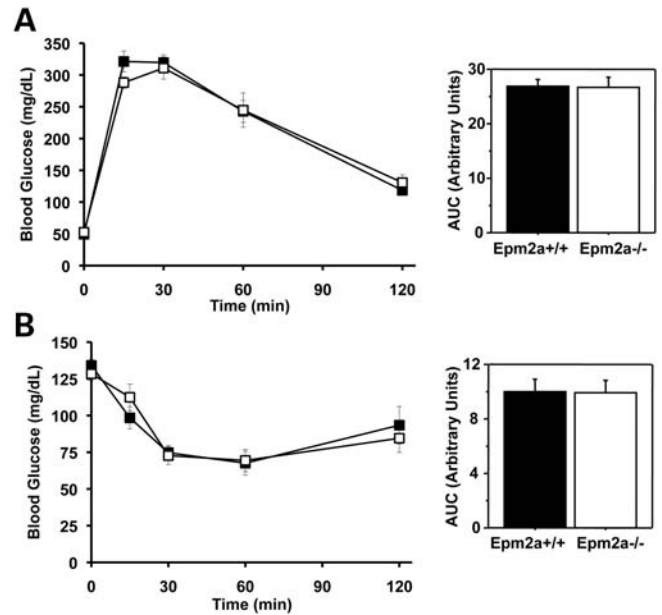 A
Blood Glucose (mg/dL)
350
300
250
200
150
100
50
0
0
30
60
90
120
Time (min)
AUC (Arbitrary Units)
30
20
10
0
Epm2a+/+
Epm2a-/-
B
Blood Glucose (mg/dL)
150
125
100
75
50
25
0
0
30
60
90
120
Time (min)
AUC (Arbitrary Units)
12
8
4
0
Epm2a+/+
Epm2a-/-